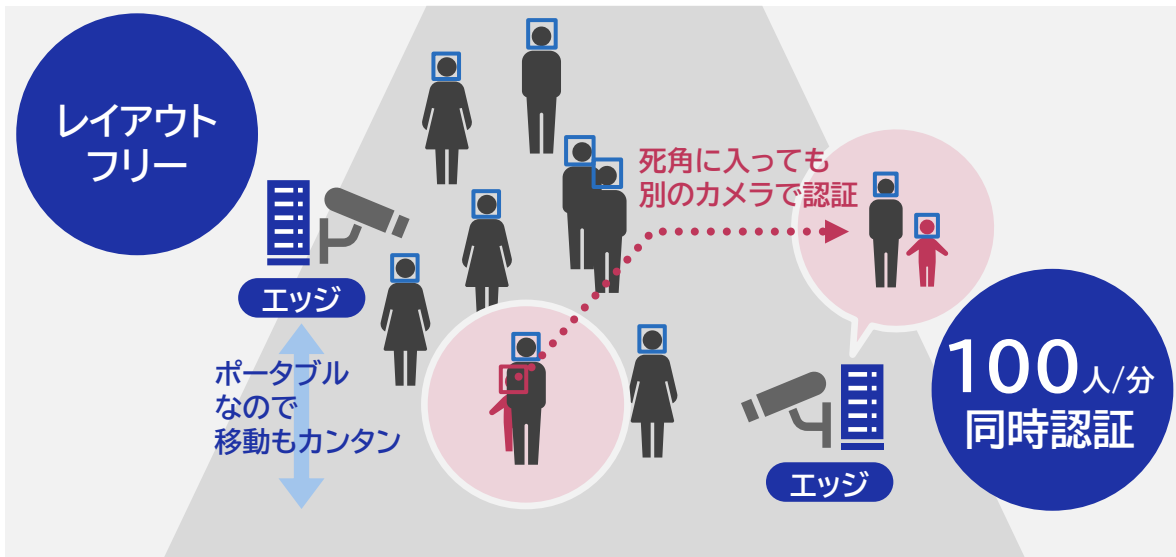 レイアウト
フリー
死角に入っても
別のカメラで認証
エッジ
ポータブル
なので
移動もカンタン
100人/分
同時認証
エッジ